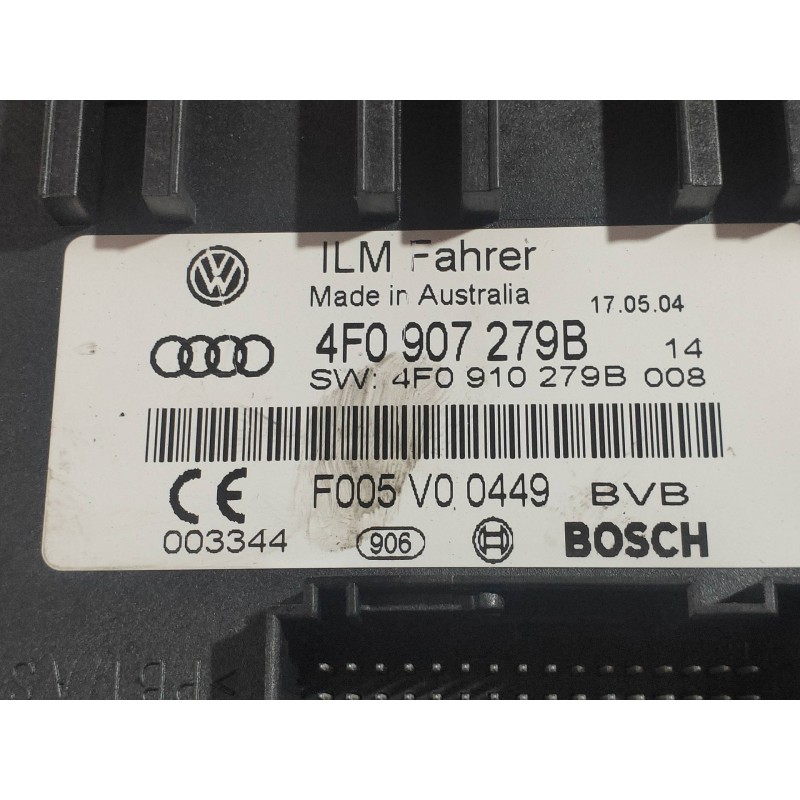 ILM Fahrer
Made in Australia 17.05.04
4F0 907 279B 14
SW: 4F0 910 279B 008
F005 V0 0449 BVB
CE
003344 906 BOSCH